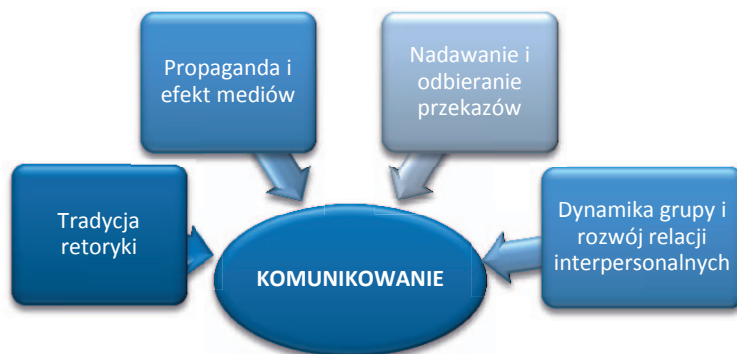 Propaganda i
efekt mediów
Nadawanie i
odbieranie
przekazów
Tradycja
retoryki
Dynamika grupy i
rozwój relacji
interpersonalnych
KOMUNIKOWANIE